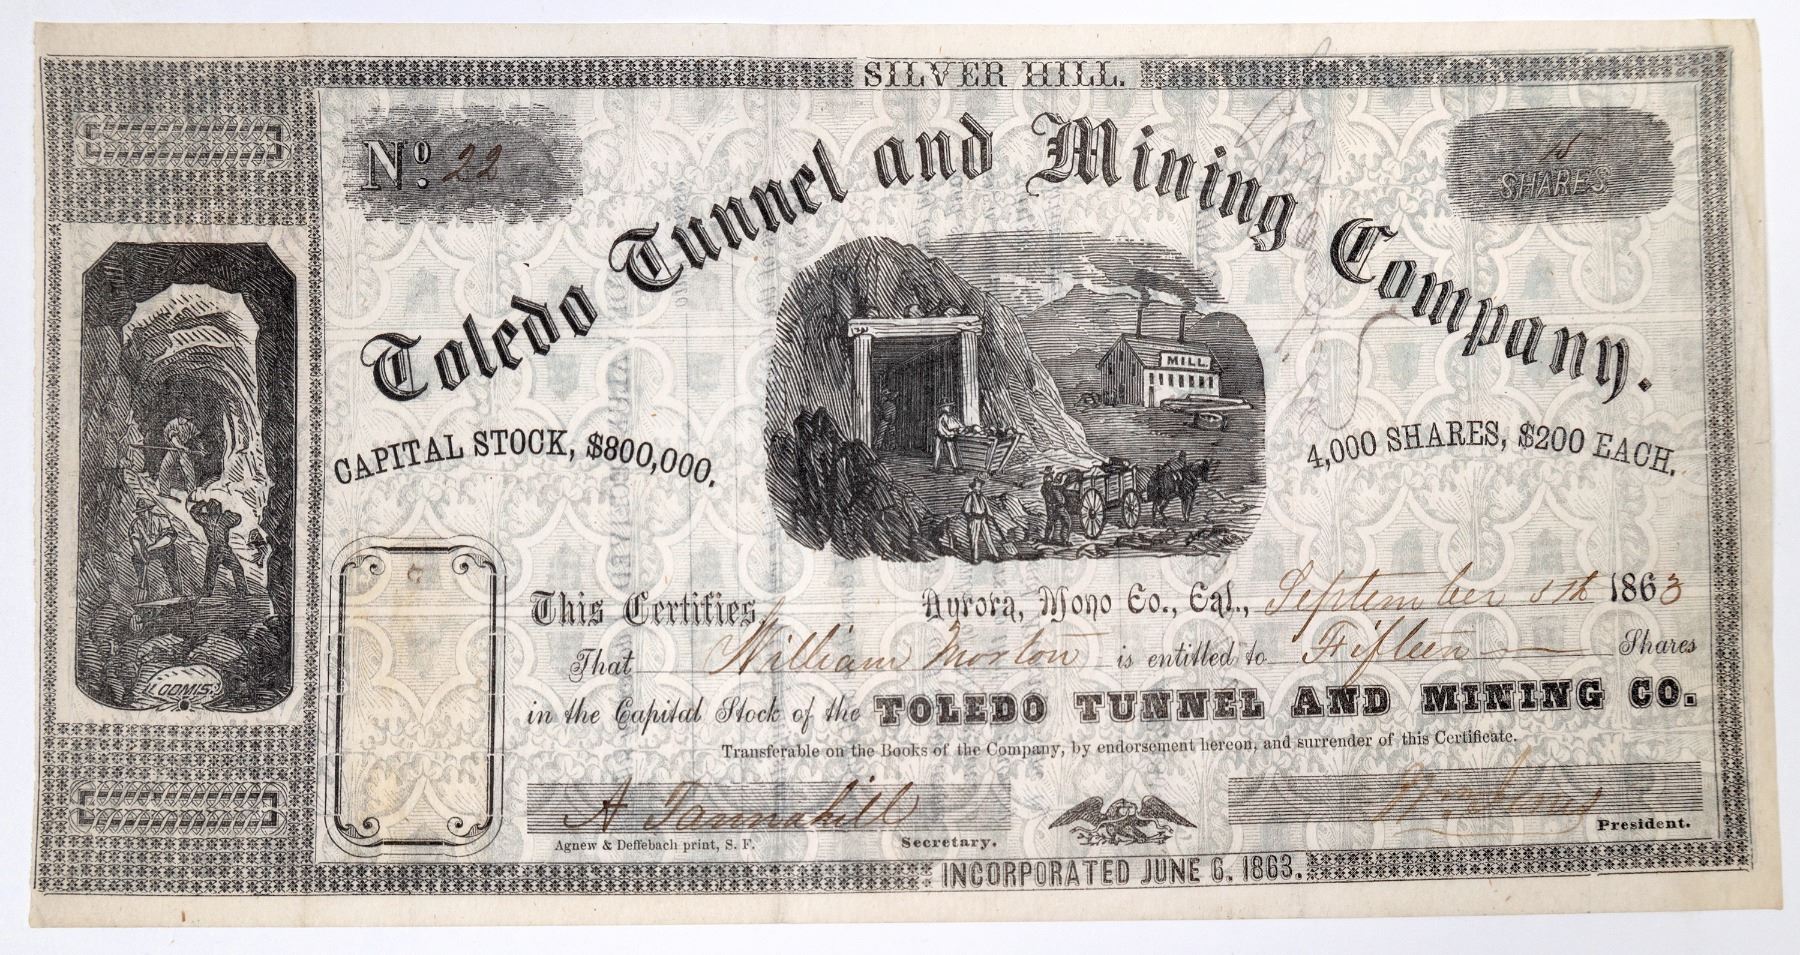 SILVER HILL.
No. 22
15
SHARES
Toledo Tunnel and Mining Company.
MILL.
CAPITAL STOCK, $800,000.
4,000 SHARES, $200 EACH.
LOOMIS.
This Certifies, Aurora, Mono Co., Cal., September 5th 1863
That William Morton is entitled to Fifteen Shares
in the Capital Stock of the TOLEDO TUNNEL AND MINING CO.
Transferable on the Books of the Company, by endorsement hereon, and surrender of this Certificate.
A Tannahill
Secretary.
Wm
President.
Agnew & Deffebach print, S. F.
INCORPORATED JUNE 6, 1863.